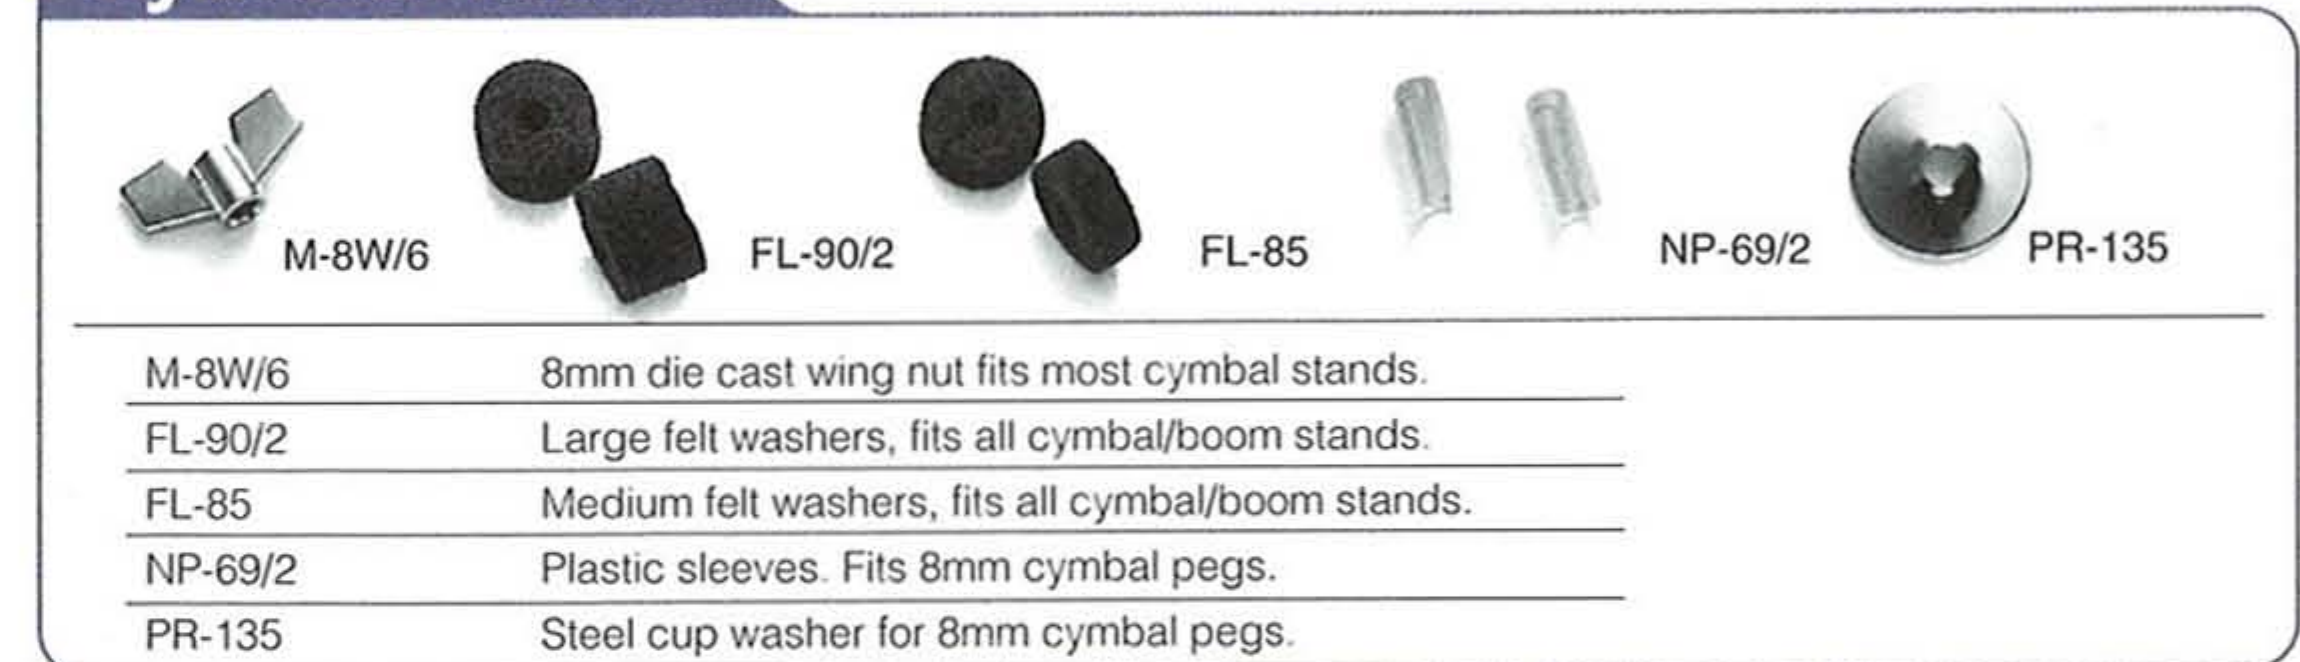 M-8W/6 FL-90/2 FL-85 NP-69/2 PR-135
M-8W/6 8mm die cast wing nut fits most cymbal stands.
FL-90/2 Large felt washers, fits all cymbal/boom stands.
FL-85 Medium felt washers, fits all cymbal/boom stands.
NP-69/2 Plastic sleeves. Fits 8mm cymbal pegs.
PR-135 Steel cup washer for 8mm cymbal pegs.